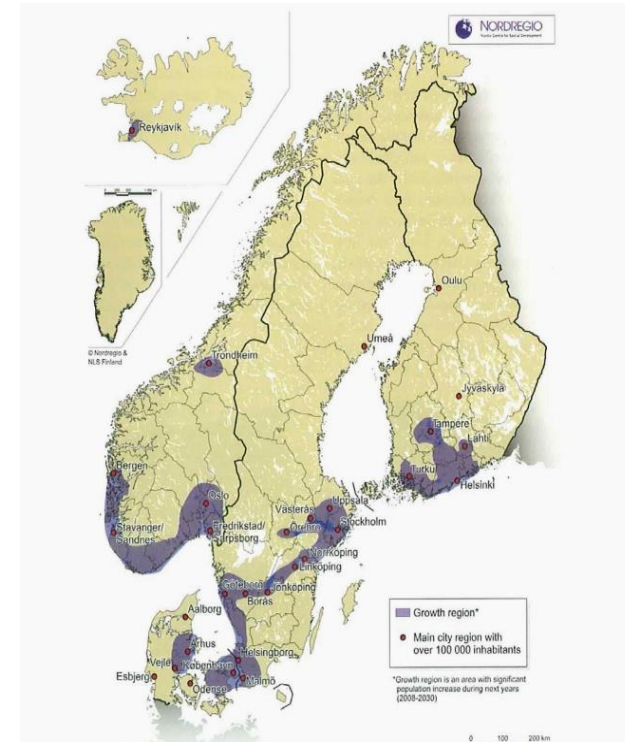 NORDREGIO
Nordic Centre for Spatial Development
Reykjavík
© Nordregio &
NLS Finland
Oulu
Umeå
Trondheim
Jyväskylä
Tampere
Lahti
Turku
Helsinki
Bergen
Oslo
Uppsala
Västerås
Stavanger/
Sandnes
Fredrikstad/
Sarpsborg
Örebro
Stockholm
Norrköping
Linköping
Göteborg
Jönköping
Borås
Aalborg
Århus
Helsingborg
Vejle
København
Esbjerg
Malmö
Odense
Growth region*
Main city region with
over 100 000 inhabitants
*Growth region is an area with significant
population increase during next years
(2008-2030)
0 100 200 km